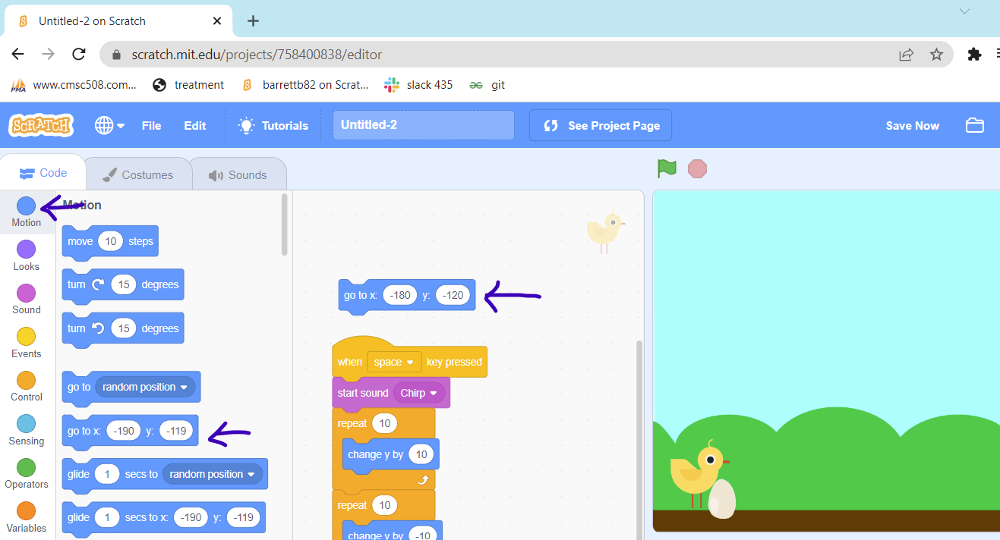 Untitled-2 on Scratch
scratch.mit.edu/projects/758400838/editor
PMA www.cmsc508.com... treatment barrettb82 on Scrat... slack 435 git
SCRATCH File Edit Tutorials Untitled-2 See Project Page Save Now
Code Costumes Sounds
Motion
Looks
Sound
Events
Control
Sensing
Operators
Variables
Motion
move 10 steps
turn 15 degrees
turn 15 degrees
go to random position
go to x: -190 y: -119
glide 1 secs to random position
glide 1 secs to x: -190 y: -119
go to x: -180 y: -120
when space key pressed
start sound Chirp
repeat 10
change y by 10
repeat 10
change y by -10